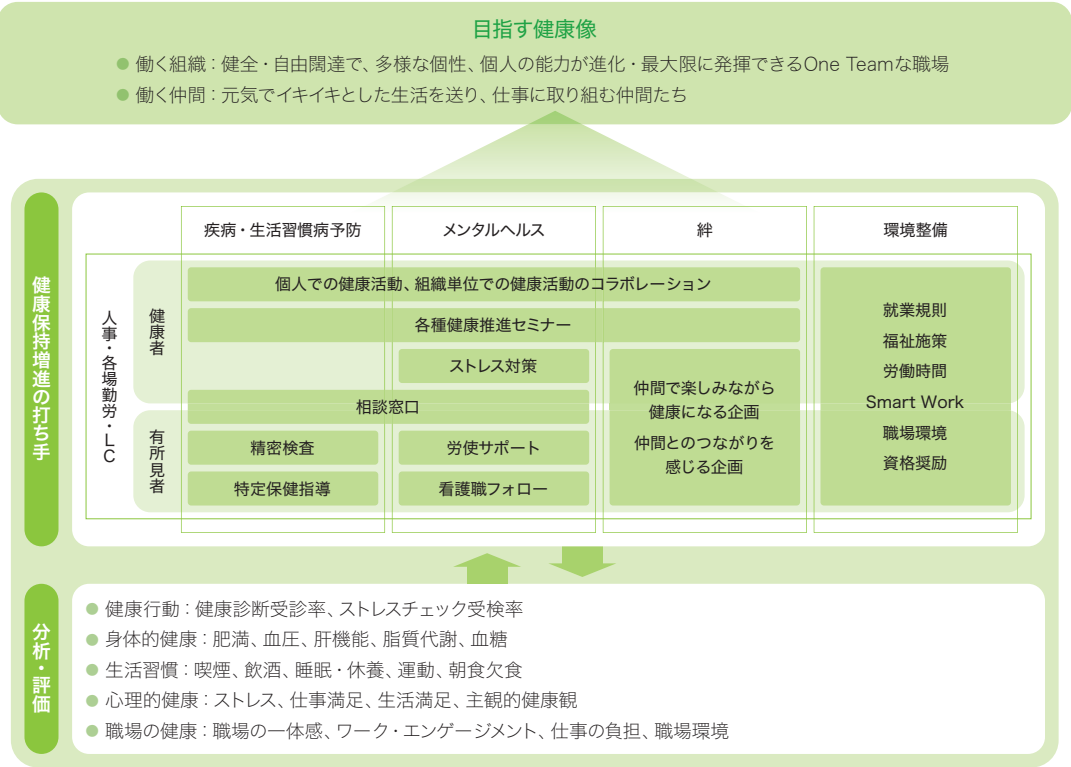 目指す健康像
● 働く組織：健全・自由闊達で、多様な個性、個人の能力が進化・最大限に発揮できるOne Teamな職場
● 働く仲間：元気でイキイキとした生活を送り、仕事に取り組む仲間たち
健康保持増進の打ち手
疾病・生活習慣病予防
メンタルヘルス
絆
環境整備
人事・各場勤労・LC
健康者
有所見者
個人での健康活動、組織単位での健康活動のコラボレーション
各種健康推進セミナー
ストレス対策
相談窓口
精密検査
労使サポート
特定保健指導
看護職フォロー
仲間で楽しみながら
健康になる企画
仲間とのつながりを
感じる企画
就業規則
福祉施策
労働時間
Smart Work
職場環境
資格奨励
分析・評価
● 健康行動：健康診断受診率、ストレスチェック受検率
● 身体的健康：肥満、血圧、肝機能、脂質代謝、血糖
● 生活習慣：喫煙、飲酒、睡眠・休養、運動、朝食欠食
● 心理的健康：ストレス、仕事満足、生活満足、主観的健康観
● 職場の健康：職場の一体感、ワーク・エンゲージメント、仕事の負担、職場環境